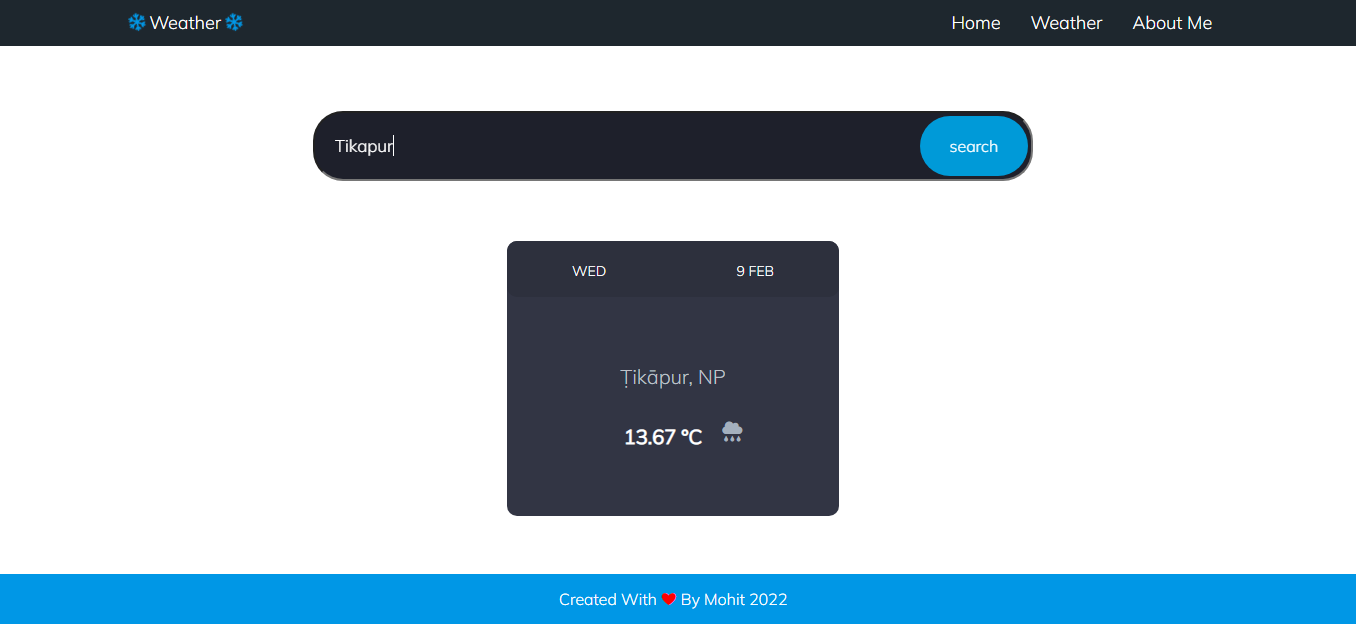 ❄Weather❄ Home Weather About Me
Tikapur search
WED 9 FEB
Ṭikāpur, NP
13.67 °C
Created With ❤ By Mohit 2022